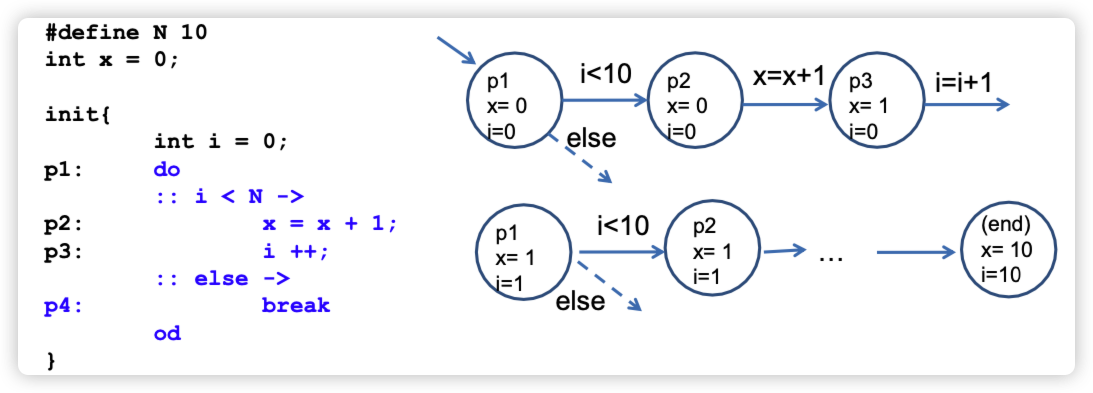 #define N 10
int x = 0;
init{
int i = 0;
p1: do
:: i < N ->
p2: x = x + 1;
p3: i ++;
:: else ->
p4: break
od
}
p1
x= 0
i=0
i<10
else
p2
x= 0
i=0
x=x+1
p3
x= 1
i=0
i=i+1
p1
x= 1
i=1
i<10
else
p2
x= 1
i=1
...
(end)
x= 10
i=10